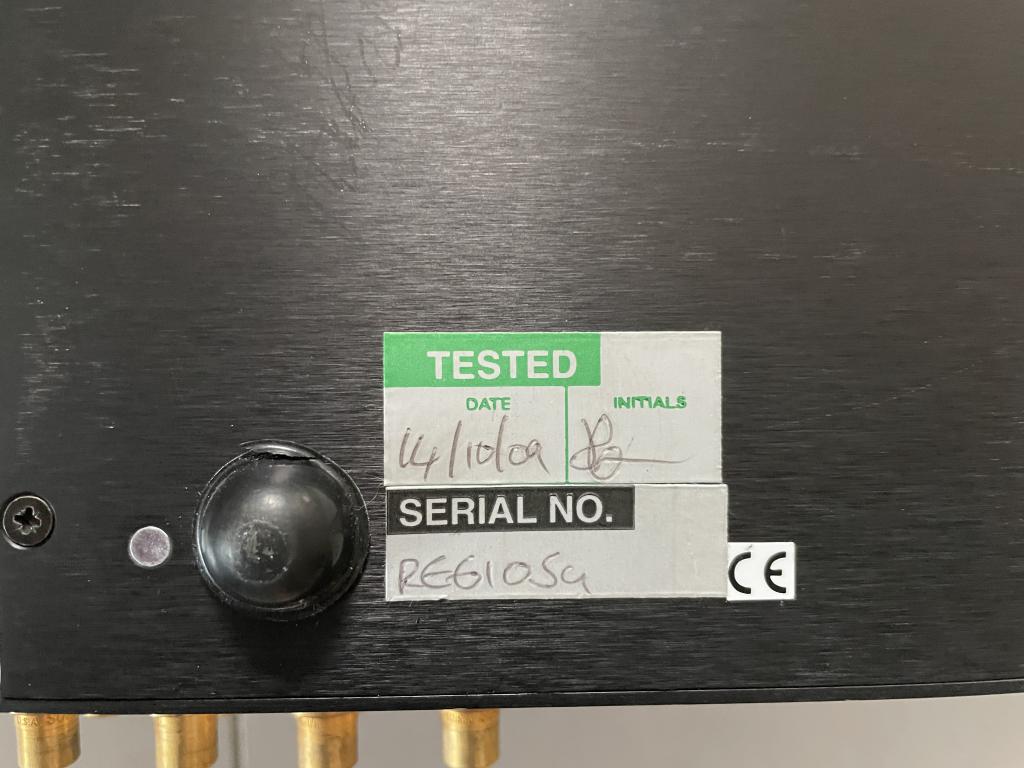 TESTED
DATE INITIALS
14/10/09
SERIAL NO.
REG1059
CE
U.S.A